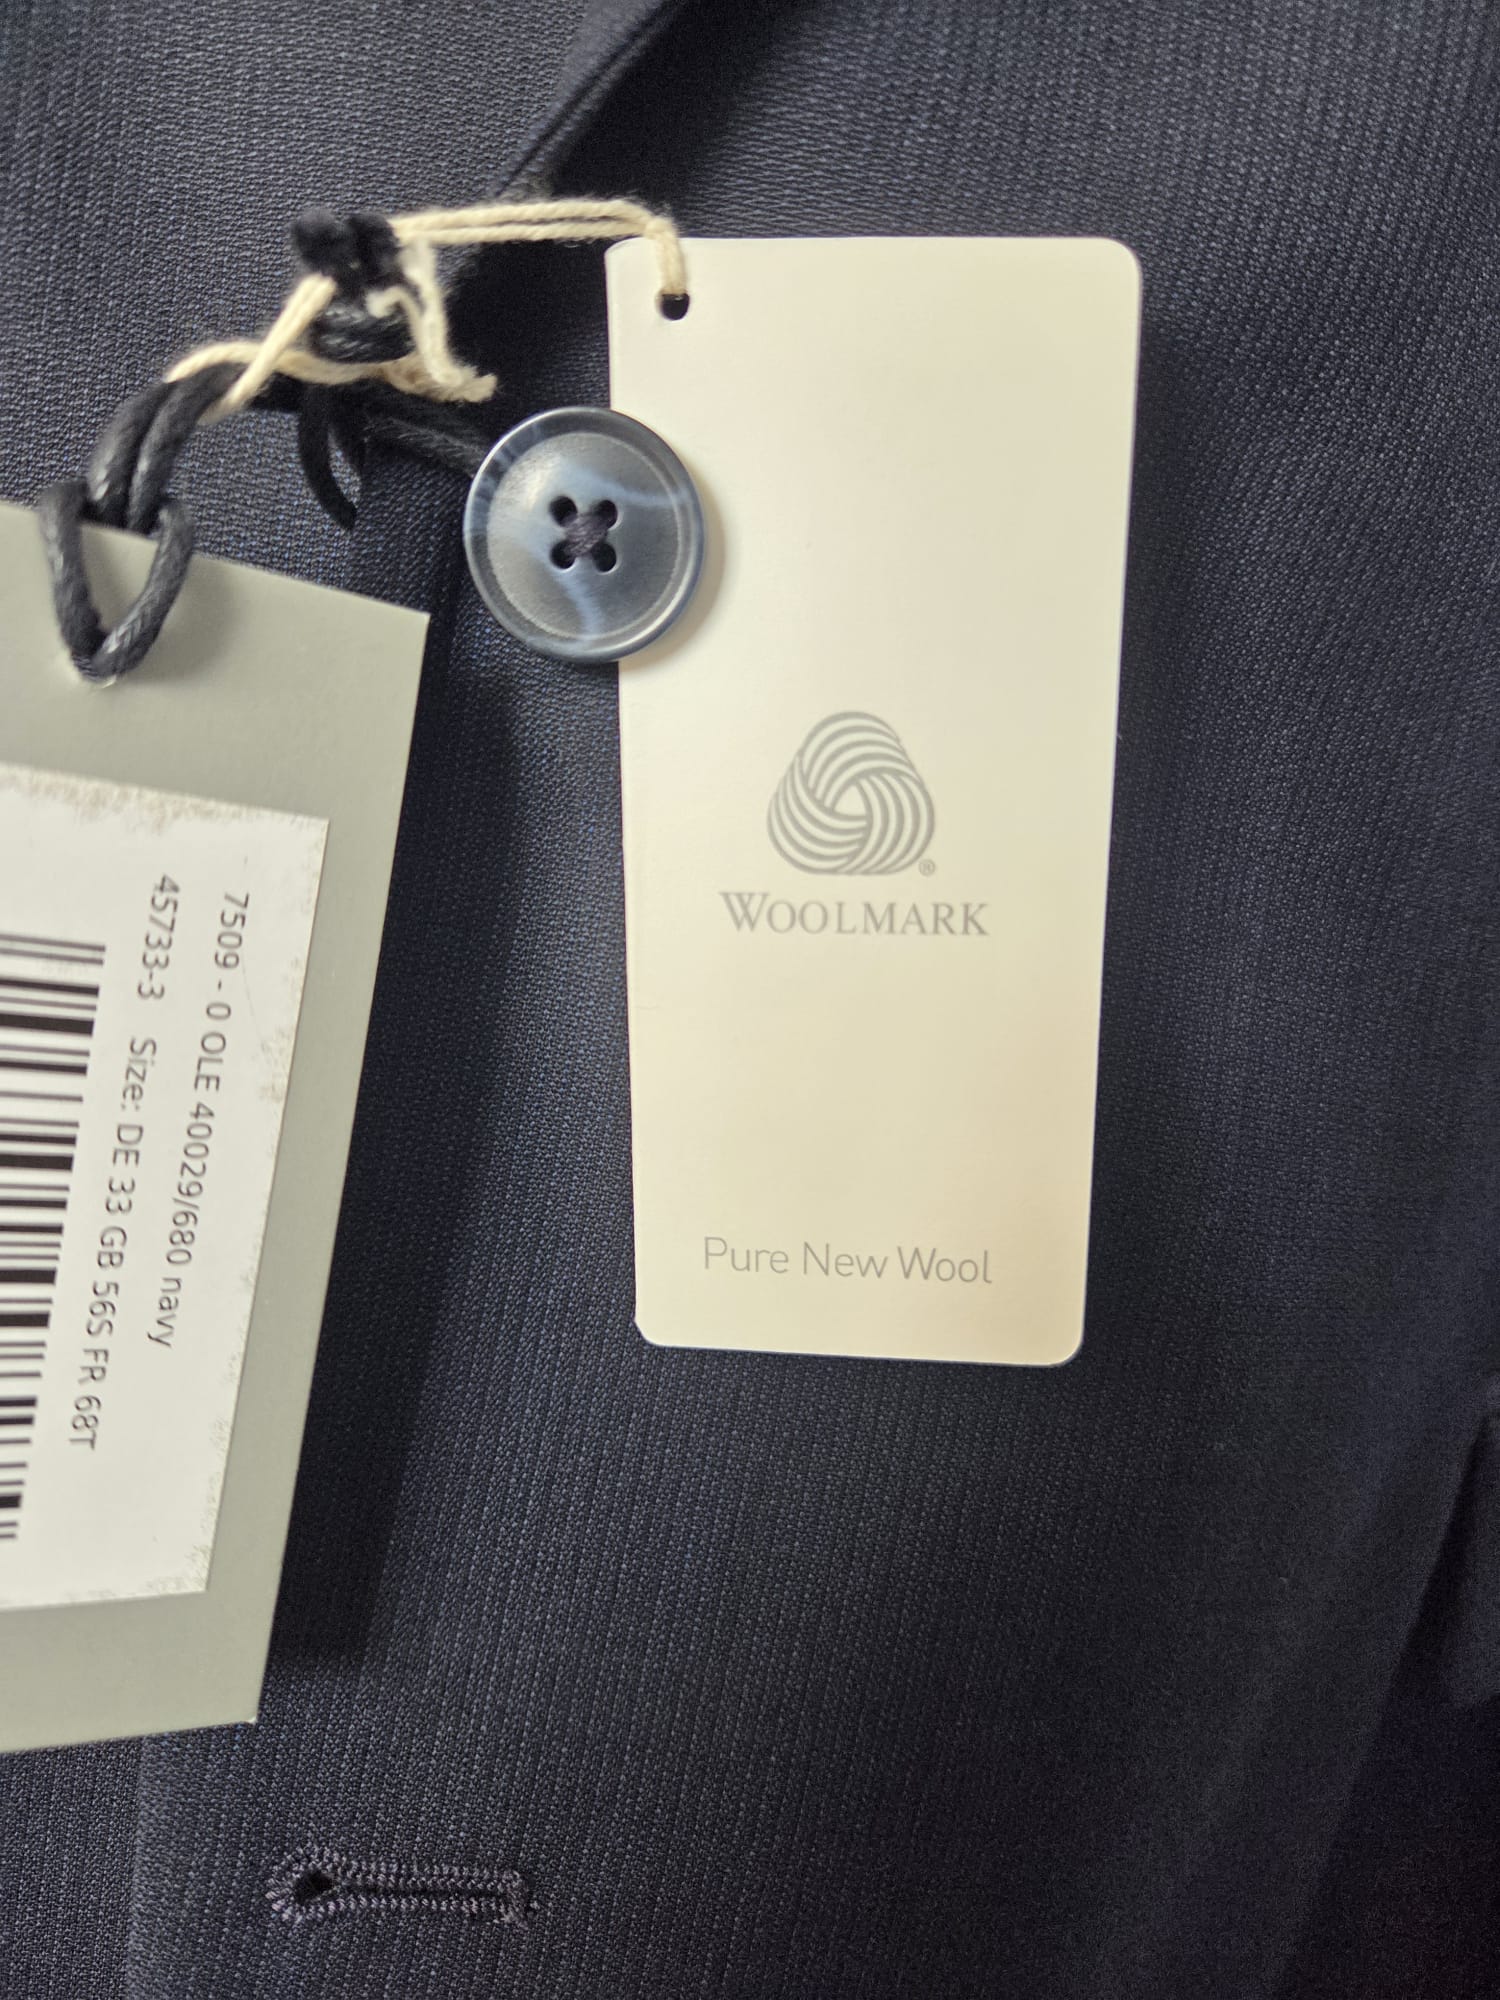 WOOLMARK
Pure New Wool
7509 - 0 OLE 40029/680 navy
45733-3 Size: DE 33 GB 56S FR 68T